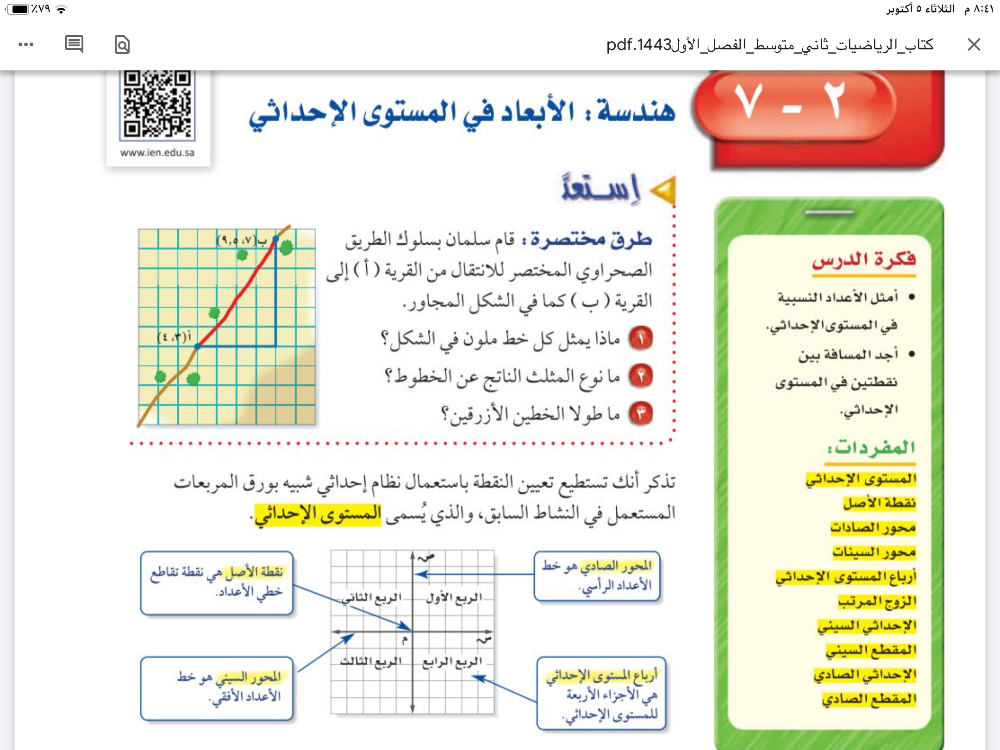 ٨:٤١ م الثلاثاء ٥ أكتوبر
٪٧٩
كتاب_الرياضيات_ثاني_متوسط_الفصل_الأول1443.pdf
٢ - ٧
هندسة : الأبعاد في المستوى الإحداثي
www.ien.edu.sa
فكرة الدرس
• أمثل الأعداد النسبية
في المستوى الإحداثي.
• أجد المسافة بين
نقطتين في المستوى
الإحداثي.
المفردات:
المستوى الإحداثي
نقطة الأصل
محور الصادات
محور السينات
أرباع المستوى الإحداثي
الزوج المرتب
الإحداثي السيني
المقطع السيني
الإحداثي الصادي
المقطع الصادي
إستعدَّ
طرق مختصرة : قام سلمان بسلوك الطريق
الصحراوي المختصر للانتقال من القرية ( أ ) إلى
القرية ( ب ) كما في الشكل المجاور.
١ ماذا يمثل كل خط ملون في الشكل؟
٢ ما نوع المثلث الناتج عن الخطوط؟
٣ ما طولا الخطين الأزرقين؟
ب(٧، ٩,٥)
أ(٣، ٤)
تذكر أنك تستطيع تعيين النقطة باستعمال نظام إحداثي شبيه بورق المربعات
المستعمل في النشاط السابق، والذي يُسمى المستوى الإحداثي.
المحور الصادي هو خط
الأعداد الرأسي.
نقطة الأصل هي نقطة تقاطع
خطي الأعداد.
ص
الربع الأول
الربع الثاني
س
م
الربع الرابع
الربع الثالث
أرباع المستوى الإحداثي
هي الأجزاء الأربعة
للمستوى الإحداثي.
المحور السيني هو خط
الأعداد الأفقي.